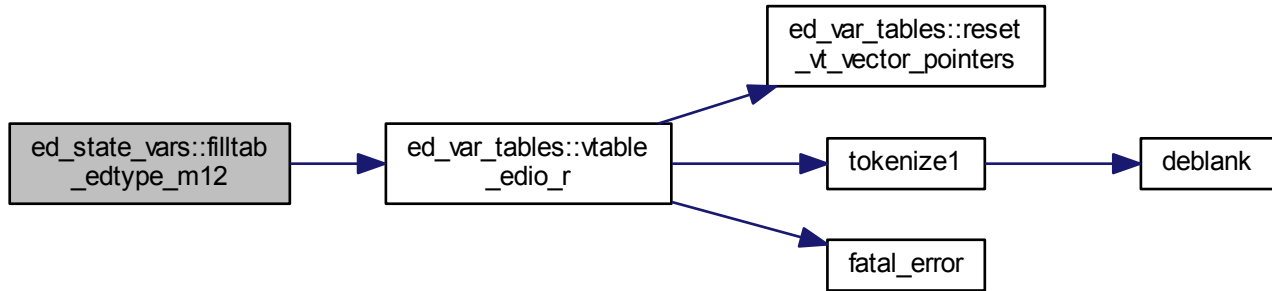 ed_state_vars::filltab
_edtype_m12
ed_var_tables::vtable
_edio_r
ed_var_tables::reset
_vt_vector_pointers
tokenize1
deblank
fatal_error